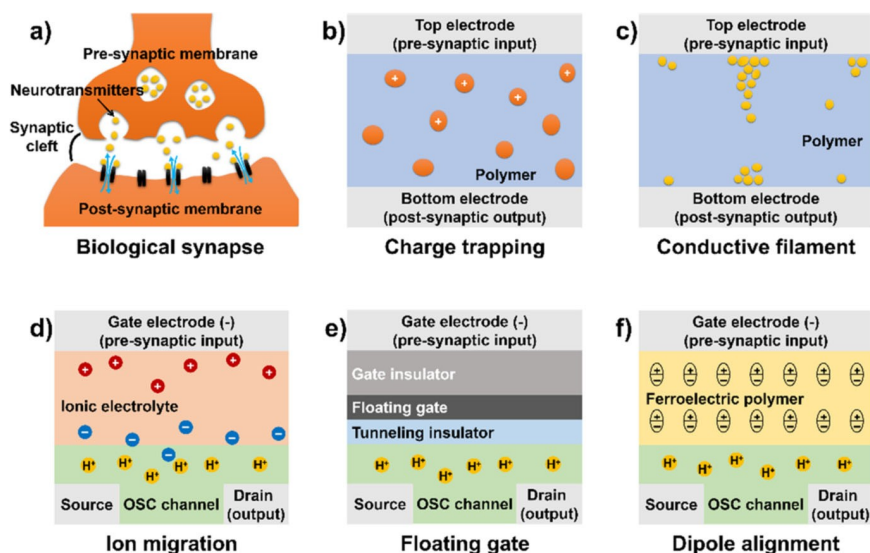 a)
Pre-synaptic membrane
Neurotransmitters
Synaptic
cleft
Post-synaptic membrane
Biological synapse
b)
Top electrode
(pre-synaptic input)
+
+
+
+
+
Polymer
Bottom electrode
(post-synaptic output)
Charge trapping
c)
Top electrode
(pre-synaptic input)
Polymer
Bottom electrode
(post-synaptic output)
Conductive filament
d)
Gate electrode (-)
(pre-synaptic input)
+ + + + + +
Ionic electrolyte
− − − − − −
H⁺ H⁺ H⁺ H⁺ H⁺ H⁺
Source
OSC channel
Drain
(output)
Ion migration
e)
Gate electrode (-)
(pre-synaptic input)
Gate insulator
Floating gate
Tunneling insulator
H⁺ H⁺ H⁺ H⁺ H⁺ H⁺
Source
OSC channel
Drain
(output)
Floating gate
f)
Gate electrode (-)
(pre-synaptic input)
+ + + + + + +
− − − − − − −
Ferroelectric polymer
+ + + + + + +
− − − − − − −
H⁺ H⁺ H⁺ H⁺ H⁺ H⁺
Source
OSC channel
Drain
(output)
Dipole alignment